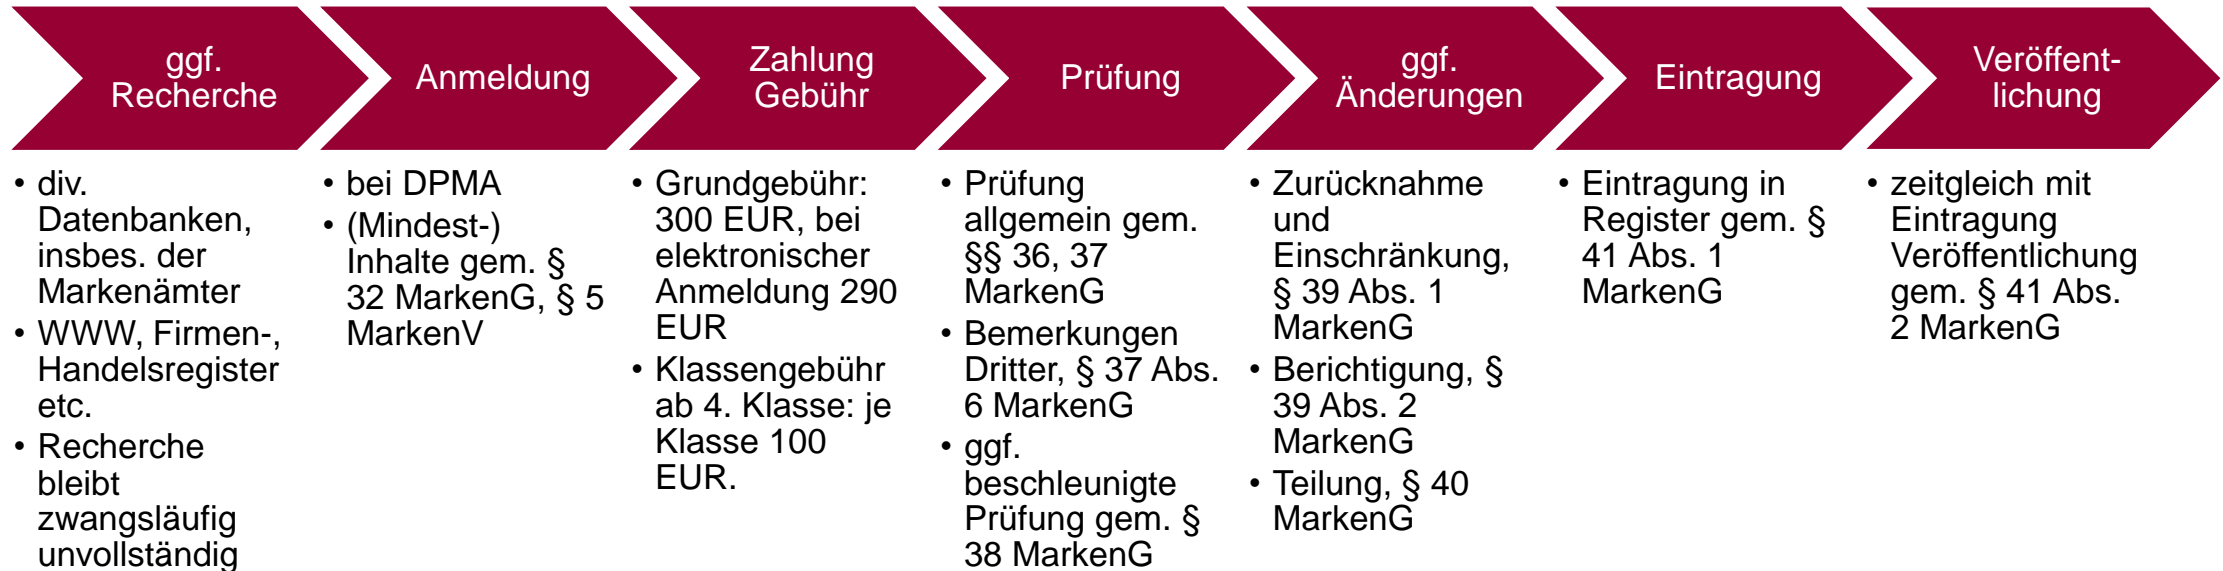 ggf.
Recherche
Anmeldung
Zahlung
Gebühr
Prüfung
ggf.
Änderungen
Eintragung
Veröffent-
lichung
• div.
Datenbanken,
insbes. der
Markenämter
• WWW, Firmen-,
Handelsregister
etc.
• Recherche
bleibt
zwangsläufig
unvollständig
• bei DPMA
• (Mindest-)
Inhalte gem. §
32 MarkenG, § 5
MarkenV
• Grundgebühr:
300 EUR, bei
elektronischer
Anmeldung 290
EUR
• Klassengebühr
ab 4. Klasse: je
Klasse 100
EUR.
• Prüfung
allgemein gem.
§§ 36, 37
MarkenG
• Bemerkungen
Dritter, § 37 Abs.
6 MarkenG
• ggf.
beschleunigte
Prüfung gem. §
38 MarkenG
• Zurücknahme
und
Einschränkung,
§ 39 Abs. 1
MarkenG
• Berichtigung, §
39 Abs. 2
MarkenG
• Teilung, § 40
MarkenG
• Eintragung in
Register gem. §
41 Abs. 1
MarkenG
• zeitgleich mit
Eintragung
Veröffentlichung
gem. § 41 Abs.
2 MarkenG